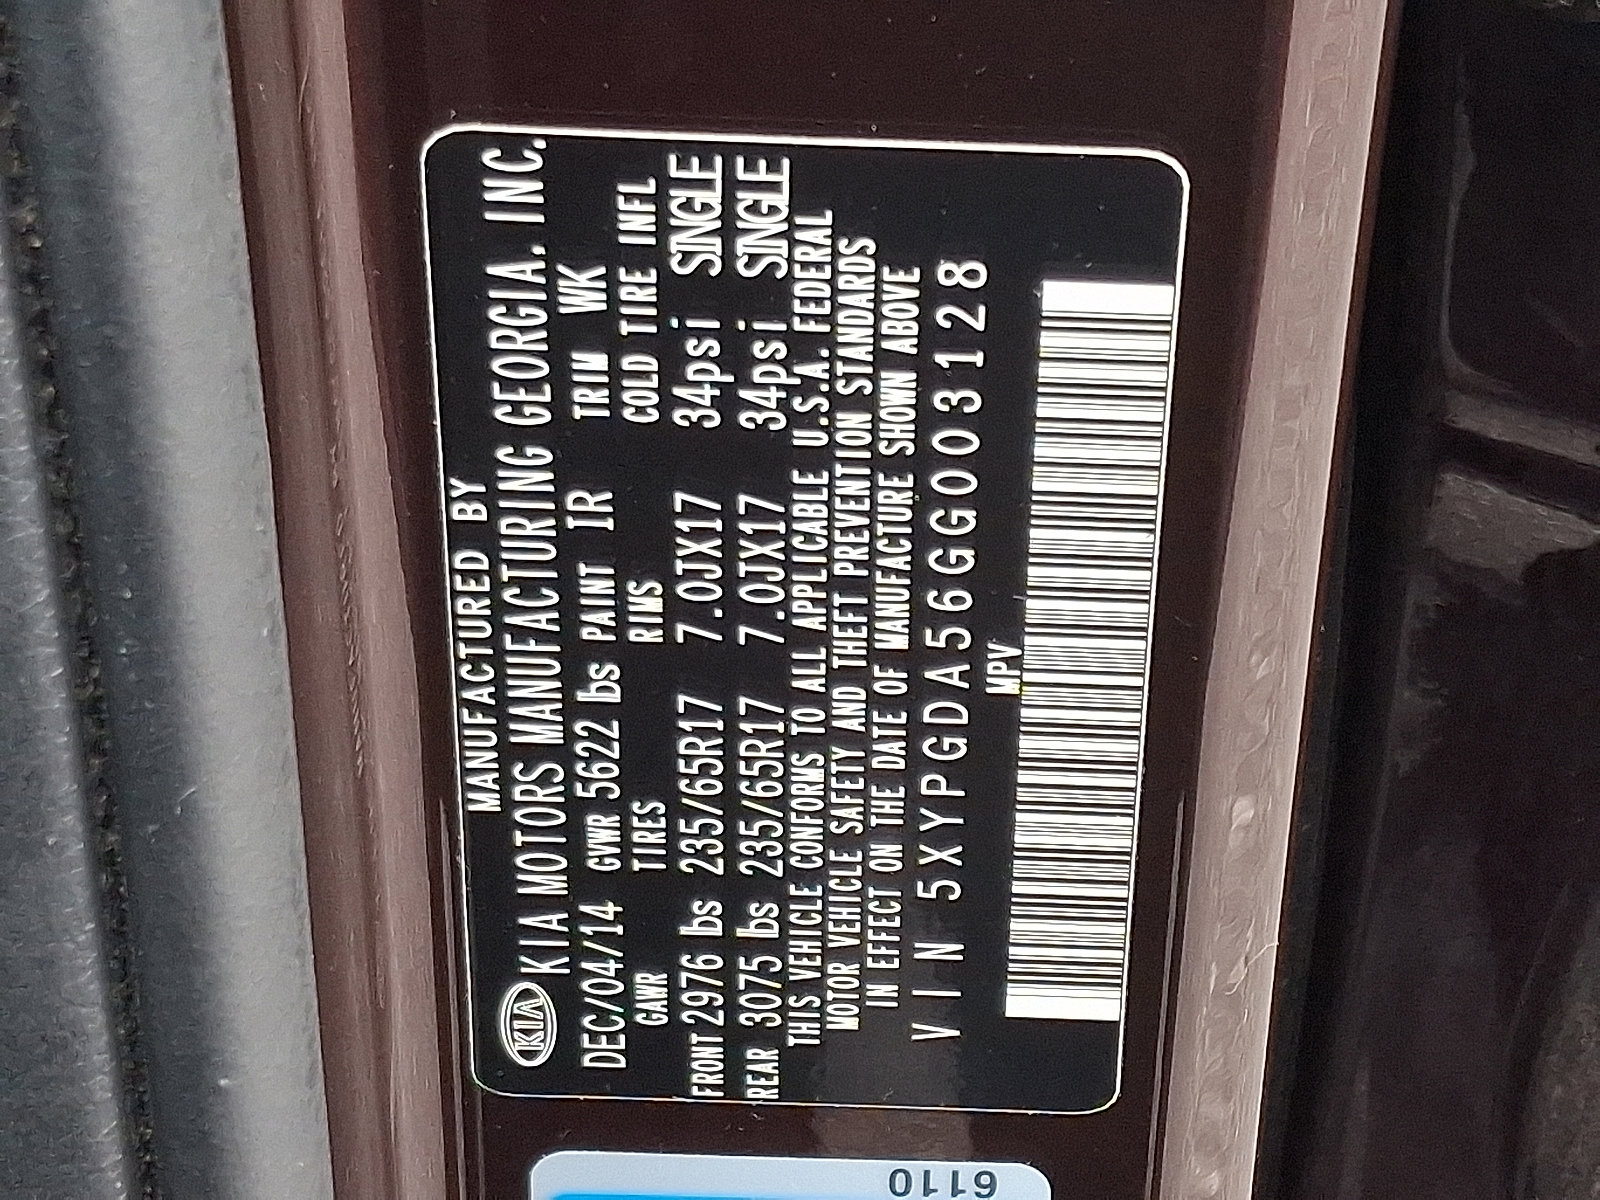 MANUFACTURED BY
KIA KIA MOTORS MANUFACTURING GEORGIA. INC.
DEC/04/14 GVWR 5622 lbs PAINT IR TRIM WK
GAWR TIRES RIMS COLD TIRE INFL
FRONT 2976 lbs 235/65R17 7.0JX17 34psi SINGLE
REAR 3075 lbs 235/65R17 7.0JX17 34psi SINGLE
THIS VEHICLE CONFORMS TO ALL APPLICABLE U.S.A. FEDERAL
MOTOR VEHICLE SAFETY AND THEFT PREVENTION STANDARDS
IN EFFECT ON THE DATE OF MANUFACTURE SHOWN ABOVE
VIN 5XYPGDA56GG003128
MPV
6110